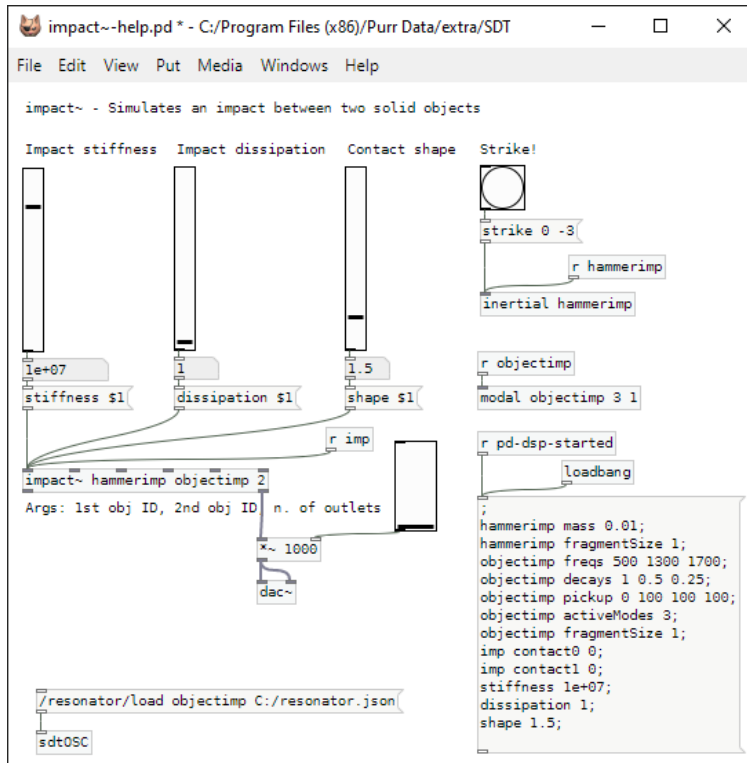 impact~-help.pd * - C:/Program Files (x86)/Purr Data/extra/SDT
File Edit View Put Media Windows Help
impact~ - Simulates an impact between two solid objects
Impact stiffness Impact dissipation Contact shape Strike!
strike 0 -3
r hammerimp
inertial hammerimp
1e+07 1 1.5
r objectimp
stiffness $1 dissipation $1 shape $1
modal objectimp 3 1
r imp
r pd-dsp-started
loadbang
impact~ hammerimp objectimp 2
Args: 1st obj ID, 2nd obj ID, n. of outlets
*~ 1000
dac~
;
hammerimp mass 0.01;
hammerimp fragmentSize 1;
objectimp freqs 500 1300 1700;
objectimp decays 1 0.5 0.25;
objectimp pickup 0 100 100 100;
objectimp activeModes 3;
objectimp fragmentSize 1;
imp contact0 0;
imp contact1 0;
stiffness 1e+07;
dissipation 1;
shape 1.5;
/resonator/load objectimp C:/resonator.json
sdtOSC